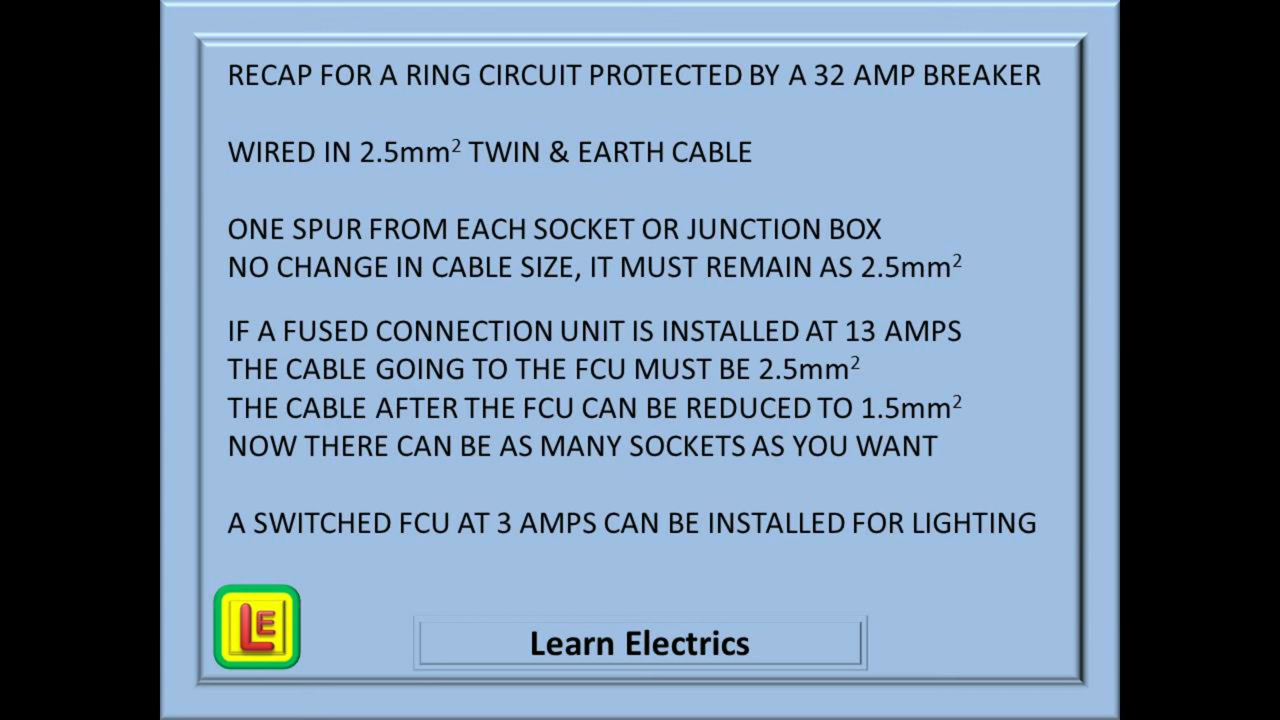 RECAP FOR A RING CIRCUIT PROTECTED BY A 32 AMP BREAKER
WIRED IN 2.5mm² TWIN & EARTH CABLE
ONE SPUR FROM EACH SOCKET OR JUNCTION BOX
NO CHANGE IN CABLE SIZE, IT MUST REMAIN AS 2.5mm²
IF A FUSED CONNECTION UNIT IS INSTALLED AT 13 AMPS
THE CABLE GOING TO THE FCU MUST BE 2.5mm²
THE CABLE AFTER THE FCU CAN BE REDUCED TO 1.5mm²
NOW THERE CAN BE AS MANY SOCKETS AS YOU WANT
A SWITCHED FCU AT 3 AMPS CAN BE INSTALLED FOR LIGHTING
LE
Learn Electrics